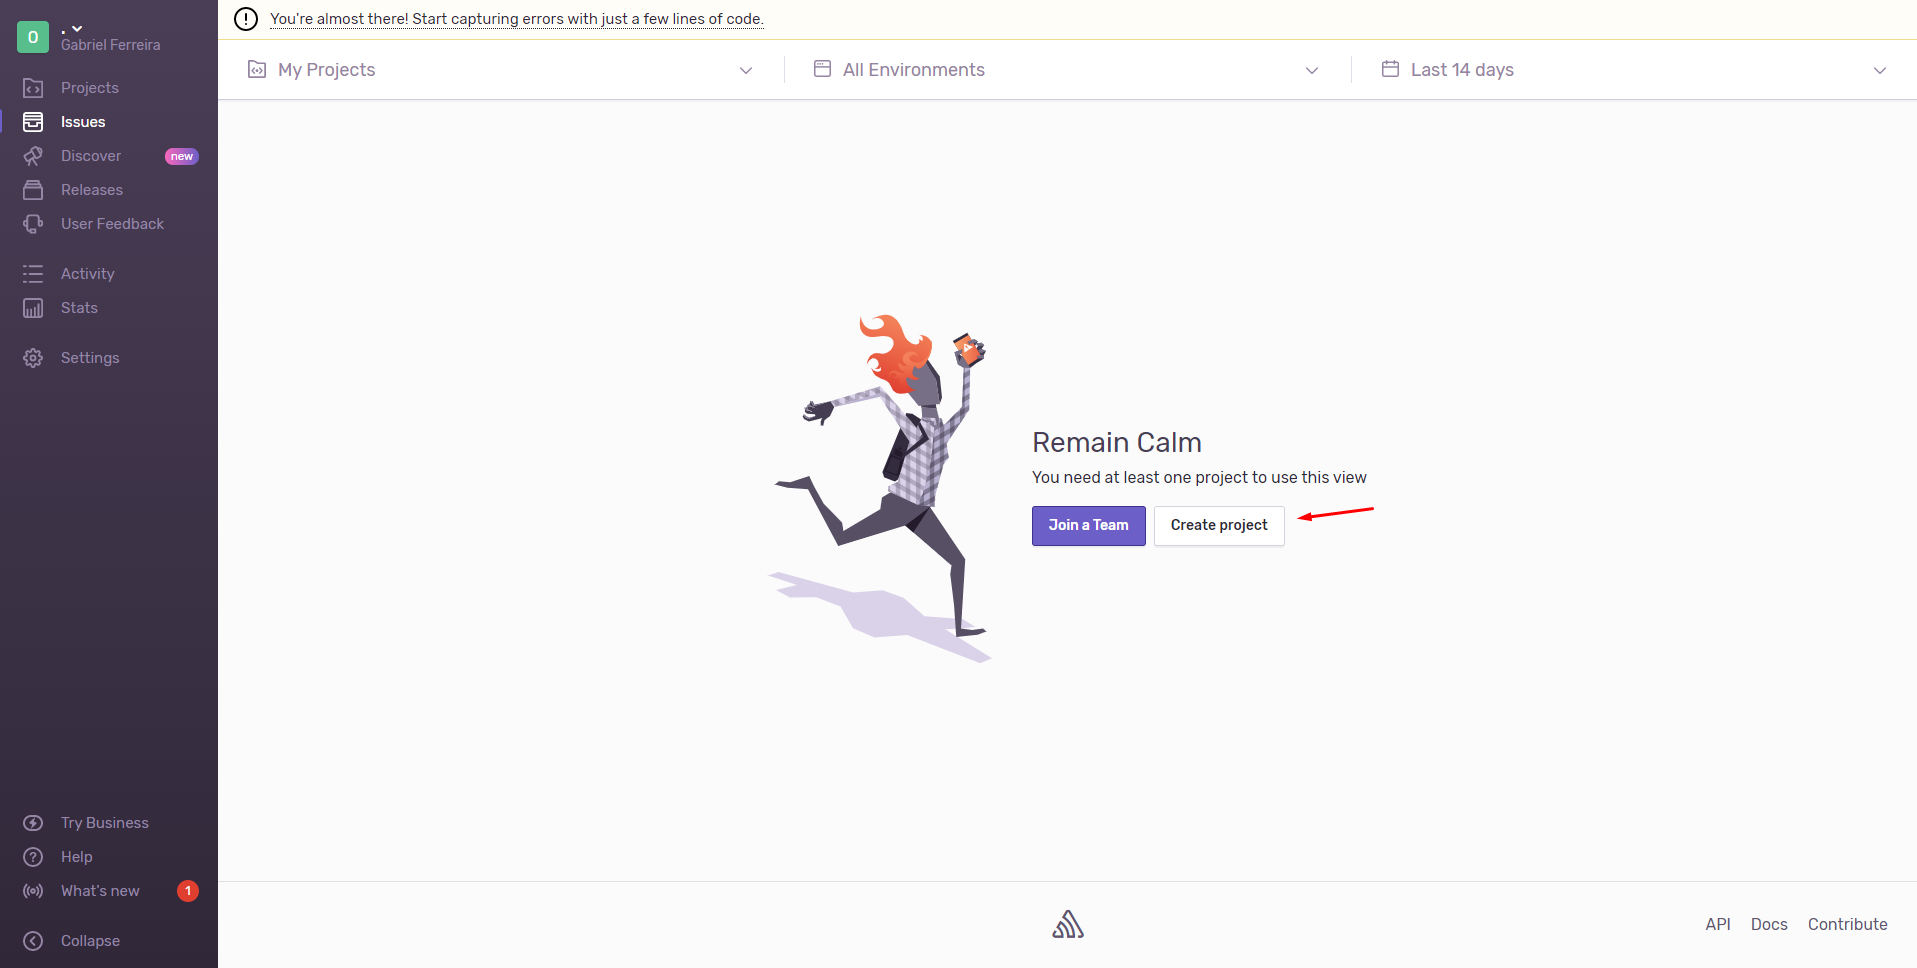 O
.
Gabriel Ferreira
Projects
Issues
Discover new
Releases
User Feedback
Activity
Stats
Settings
Try Business
Help
What's new 1
Collapse
You're almost there! Start capturing errors with just a few lines of code.
My Projects
All Environments
Last 14 days
Remain Calm
You need at least one project to use this view
Join a Team
Create project
API
Docs
Contribute